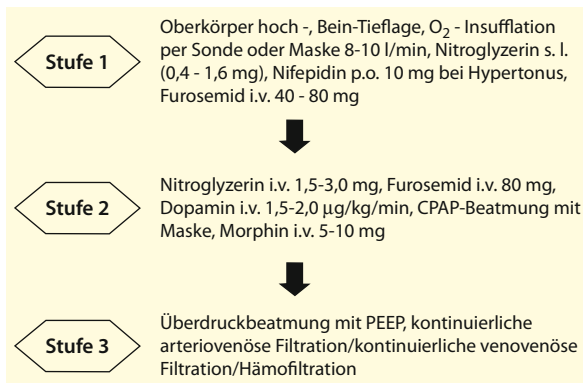 Stufe 1
Oberkörper hoch -, Bein-Tieflage, O₂ - Insufflation
per Sonde oder Maske 8-10 l/min, Nitroglyzerin s. l.
(0,4 - 1,6 mg), Nifepidin p.o. 10 mg bei Hypertonus,
Furosemid i.v. 40 - 80 mg
Stufe 2
Nitroglyzerin i.v. 1,5-3,0 mg, Furosemid i.v. 80 mg,
Dopamin i.v. 1,5-2,0 µg/kg/min, CPAP-Beatmung mit
Maske, Morphin i.v. 5-10 mg
Stufe 3
Überdruckbeatmung mit PEEP, kontinuierliche
arteriovenöse Filtration/kontinuierliche venovenöse
Filtration/Hämofiltration